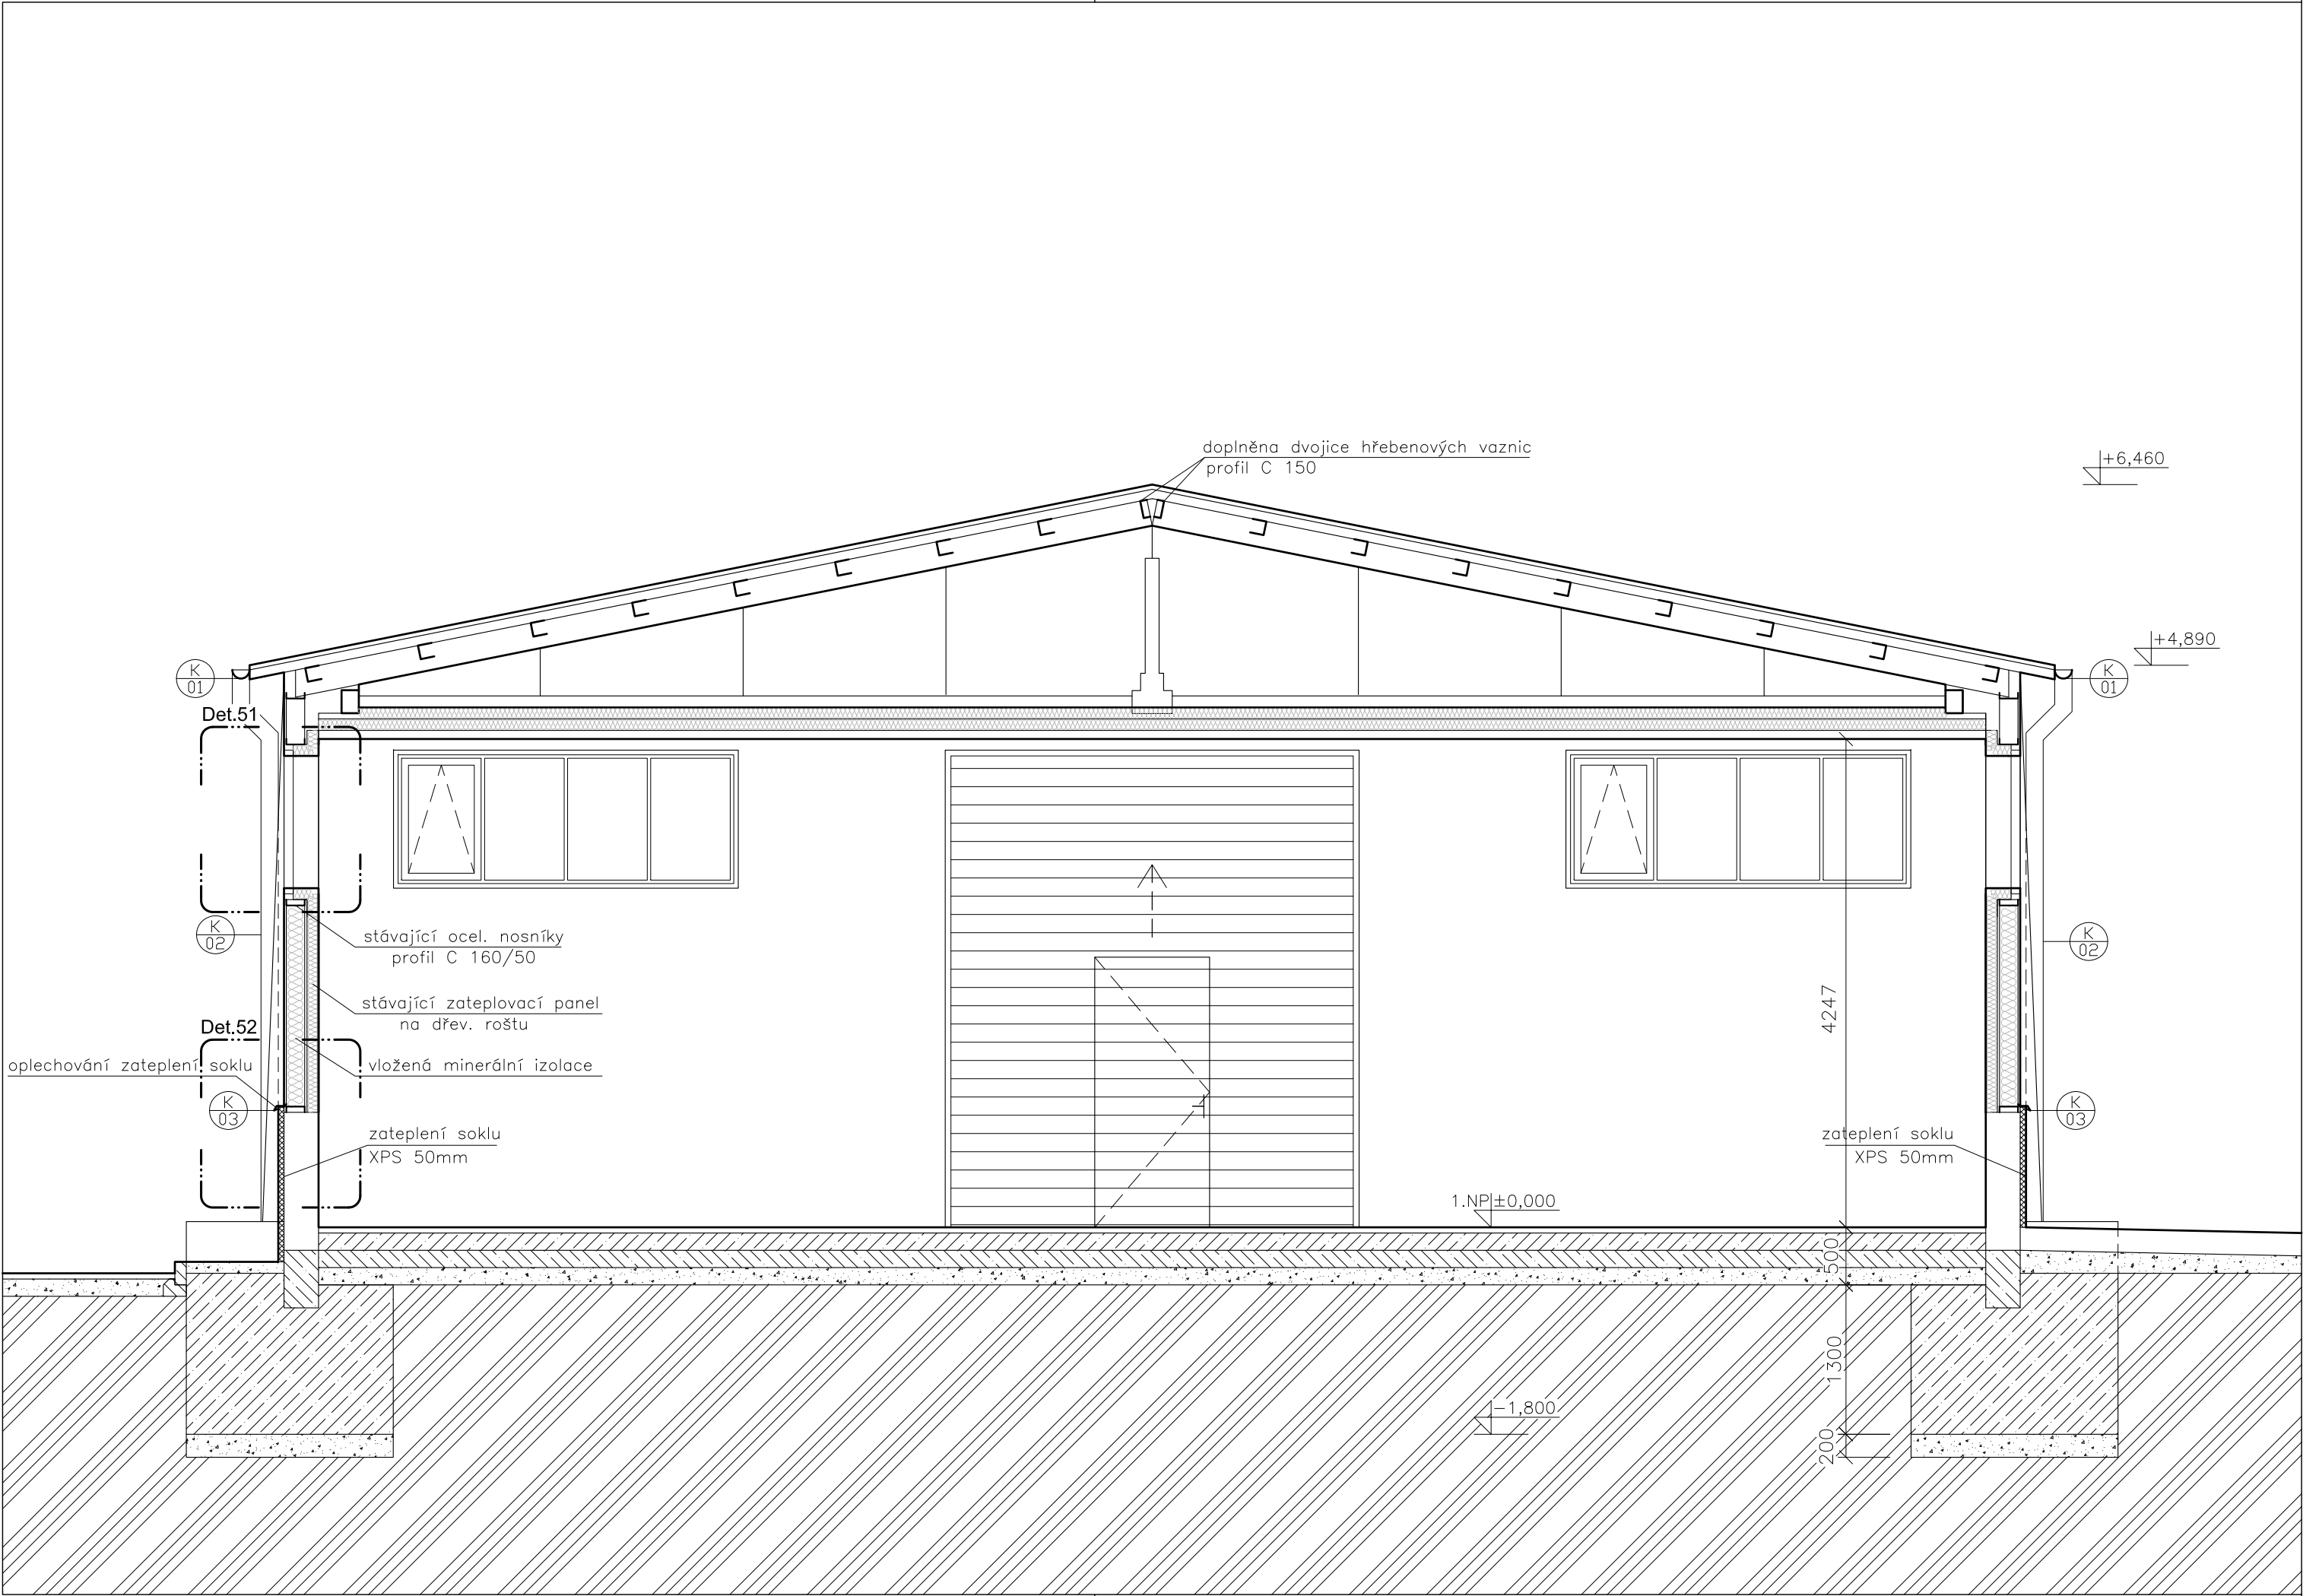 doplněna dvojice hřebenových vaznic
profil C 150
+6,460
+4,890
K
01
K
01
Det.51
K
02
stávající ocel. nosníky
profil C 160/50
K
02
stávající zateplovací panel
na dřev. roštu
4247
Det.52
oplechování zateplení soklu
vložená minerální izolace
K
03
K
03
zateplení soklu
XPS 50mm
zateplení soklu
XPS 50mm
1.NP ±0,000
500
1300
-1,800
200